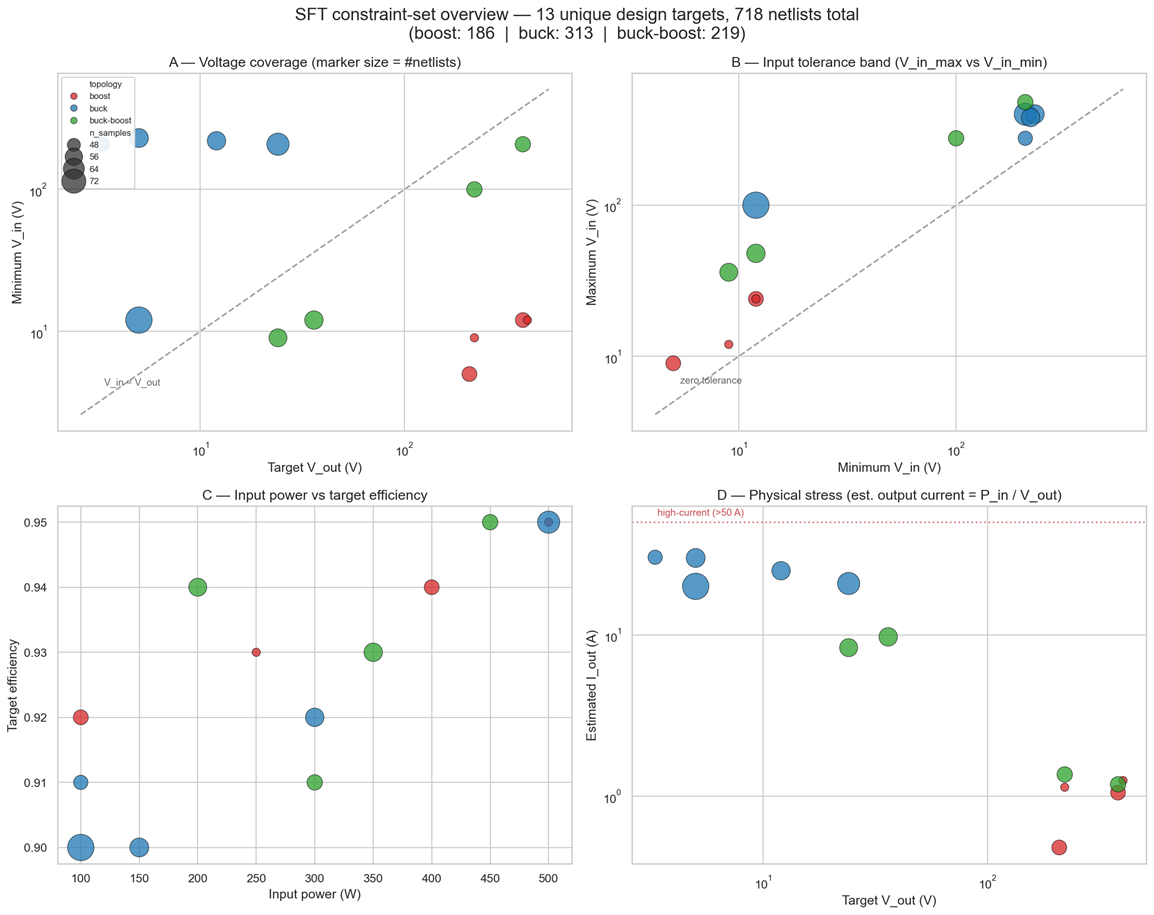 SFT constraint-set overview — 13 unique design targets, 718 netlists total
(boost: 186 | buck: 313 | buck-boost: 219)
A — Voltage coverage (marker size = #netlists)
topology
boost
buck
buck-boost
n_samples
48
56
64
72
10²
10¹
Minimum V_in (V)
V_in = V_out
10¹
10²
Target V_out (V)
B — Input tolerance band (V_in_max vs V_in_min)
10²
10¹
Maximum V_in (V)
zero tolerance
10¹
10²
Minimum V_in (V)
C — Input power vs target efficiency
0.95
0.94
0.93
0.92
0.91
0.90
Target efficiency
100
150
200
250
300
350
400
450
500
Input power (W)
D — Physical stress (est. output current = P_in / V_out)
high-current (>50 A)
10¹
10⁰
Estimated I_out (A)
10¹
10²
Target V_out (V)